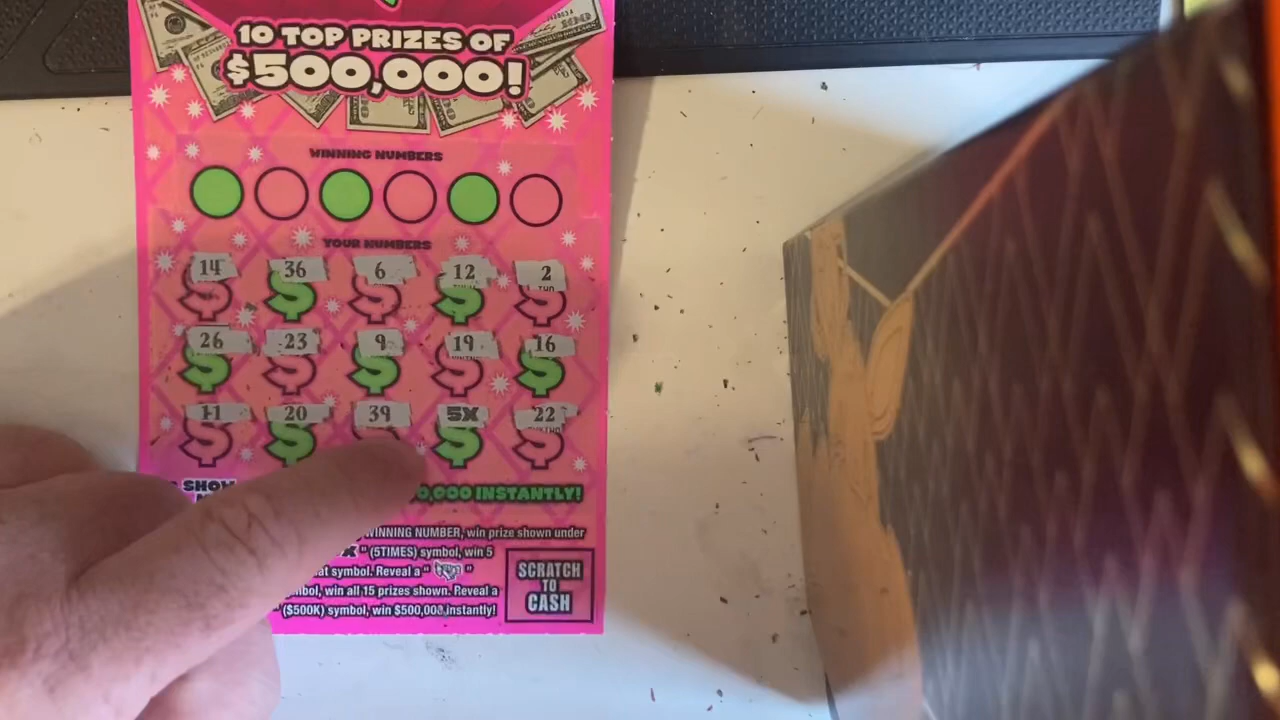 10 TOP PRIZES OF
$500,000!
WINNING NUMBERS
YOUR NUMBERS
14 36 6 12 2
26 23 9 19 16
11 20 39 5X 22
SHOW 0,000 INSTANTLY!
WINNING NUMBER, win prize shown under
" (5TIMES) symbol, win 5
at symbol. Reveal a " "
bol, win all 15 prizes shown. Reveal a
($500K) symbol, win $500,000 instantly!
SCRATCH
TO
CASH